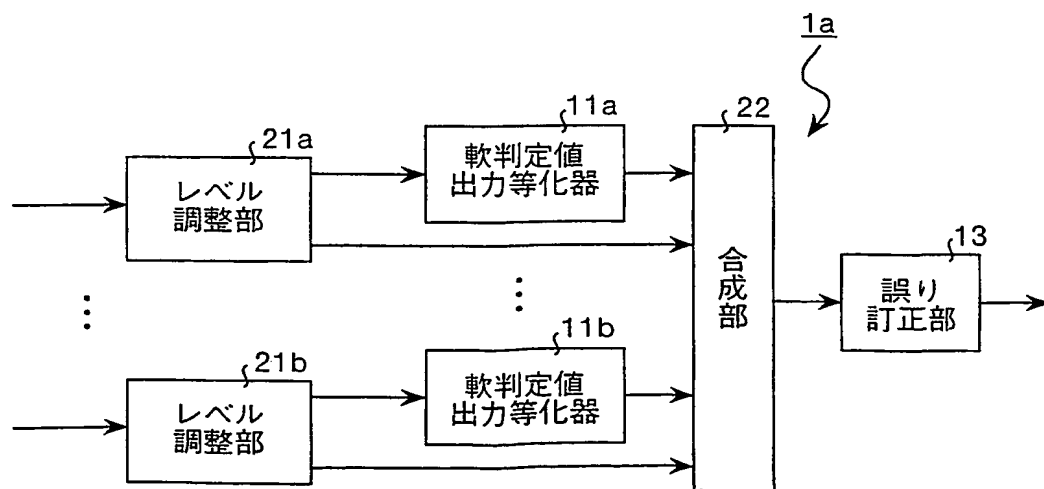 1a
21a
レベル
調整部
11a
軟判定値
出力等化器
22
合成部
13
誤り
訂正部
⋮
⋮
21b
レベル
調整部
11b
軟判定値
出力等化器